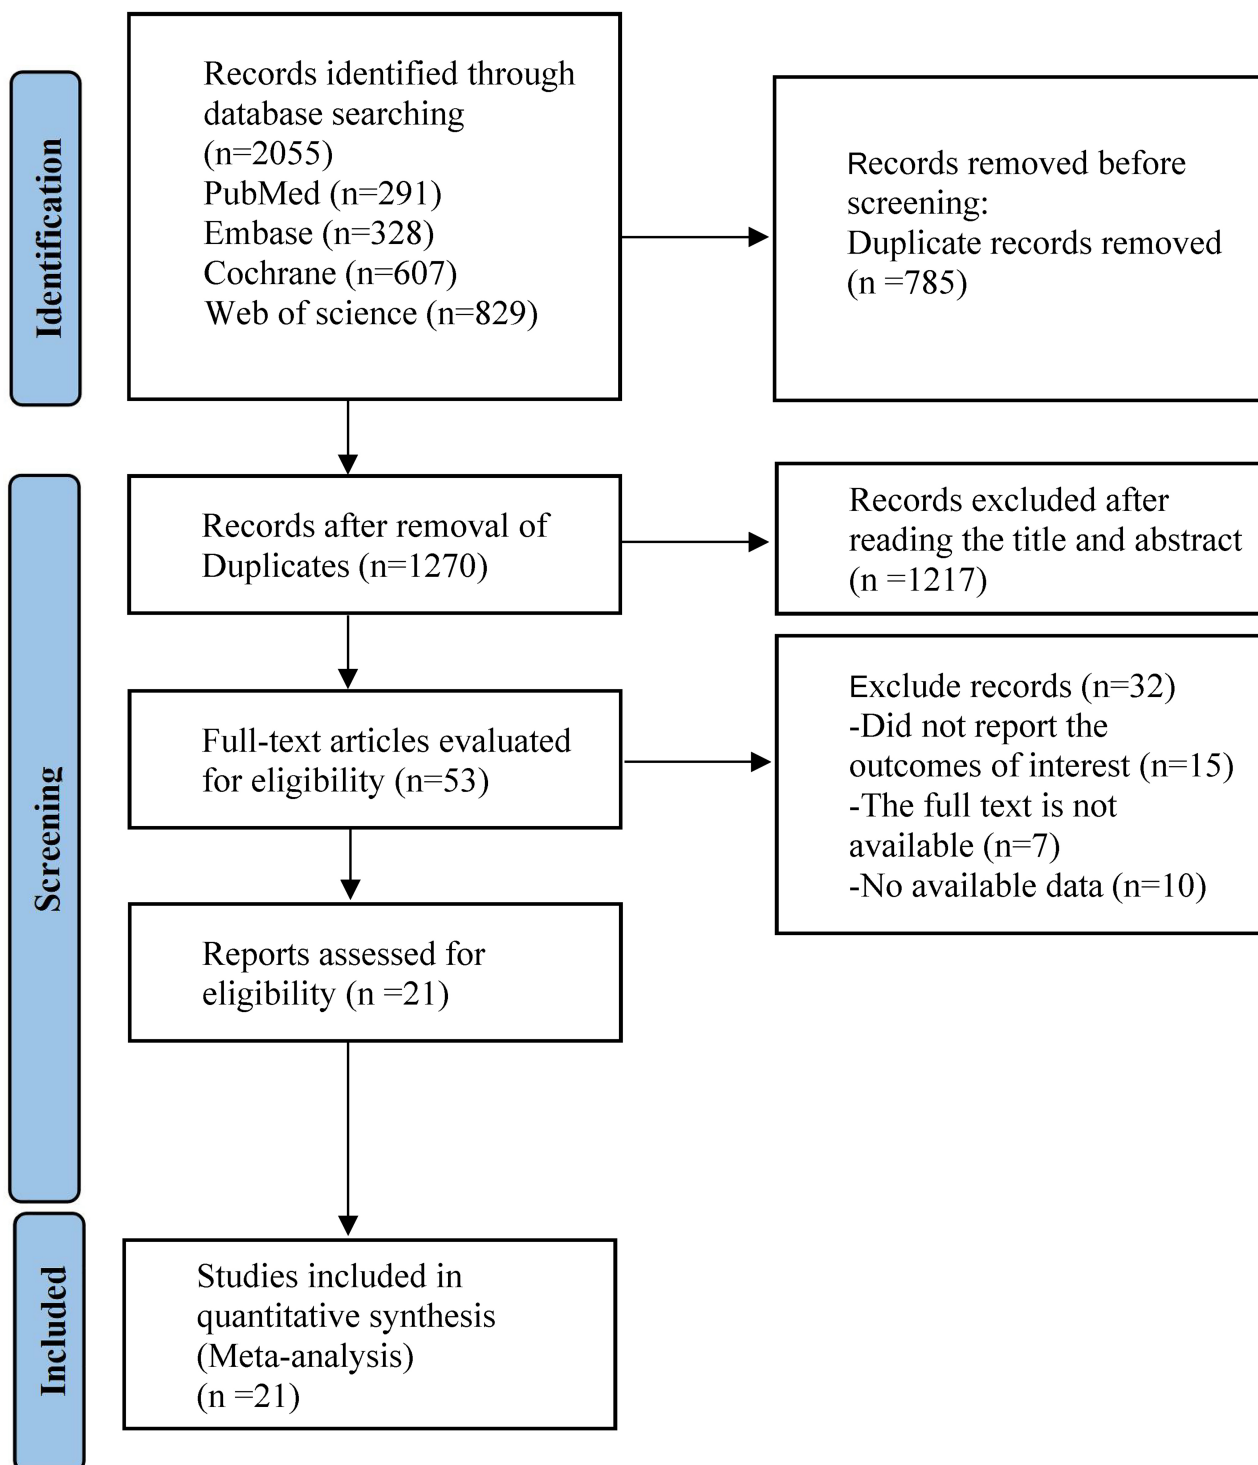 Identification
Records identified through
database searching
(n=2055)
PubMed (n=291)
Embase (n=328)
Cochrane (n=607)
Web of science (n=829)
Records removed before
screening:
Duplicate records removed
(n =785)
Screening
Records after removal of
Duplicates (n=1270)
Records excluded after
reading the title and abstract
(n =1217)
Full-text articles evaluated
for eligibility (n=53)
Exclude records (n=32)
-Did not report the
outcomes of interest (n=15)
-The full text is not
available (n=7)
-No available data (n=10)
Reports assessed for
eligibility (n =21)
Included
Studies included in
quantitative synthesis
(Meta-analysis)
(n =21)